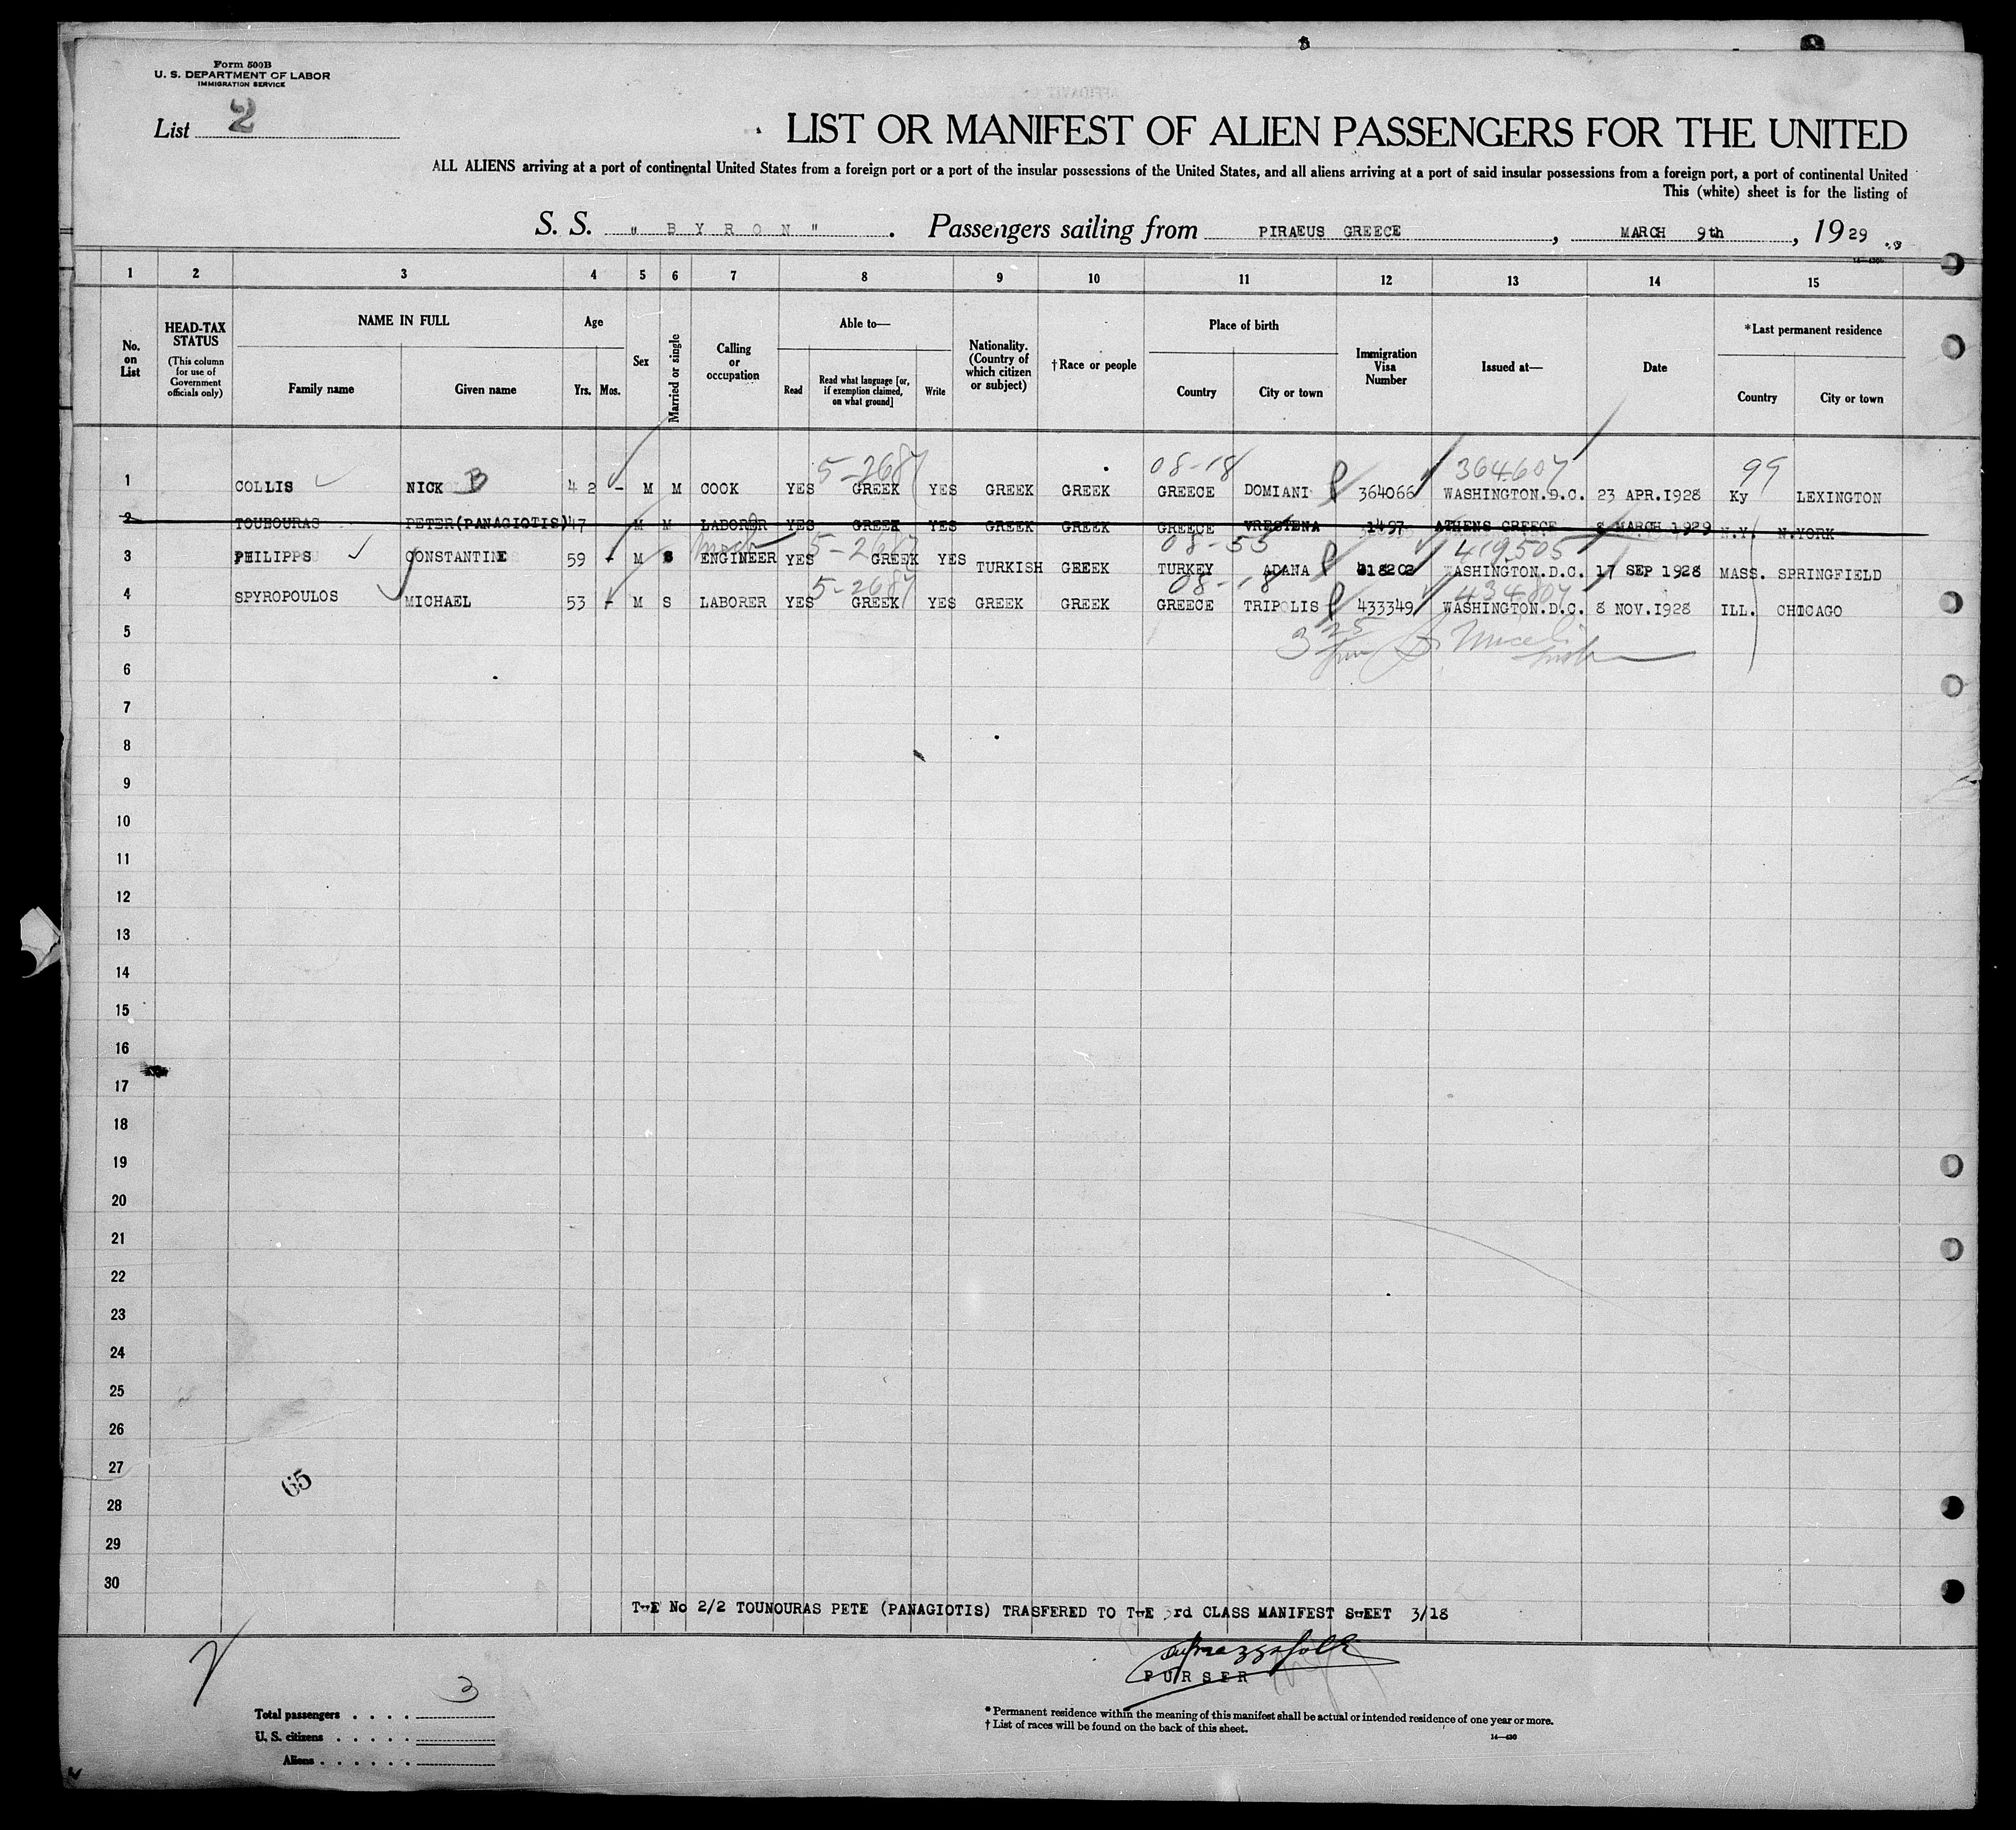 Form 500B
U. S. DEPARTMENT OF LABOR
IMMIGRATION SERVICE
List 2
LIST OR MANIFEST OF ALIEN PASSENGERS FOR THE UNITED
ALL ALIENS arriving at a port of continental United States from a foreign port or a port of the insular possessions of the United States, and all aliens arriving at a port of said insular possessions from a foreign port, a port of continental United
This (white) sheet is for the listing of
S. S. " B Y R O N " . Passengers sailing from PIRAEUS GREECE , MARCH 9th , 1929
1 2 3 4 5 6 7 8 9 10 11 12 13 14 15
No. on List
HEAD-TAX STATUS
(This column for use of Government officials only)
NAME IN FULL
Family name
Given name
Age
Yrs. Mos.
Sex
Married or single
Calling or occupation
Able to—
Read
Read what language [or, if exemption claimed, on what ground]
Write
Nationality. (Country of which citizen or subject)
†Race or people
Place of birth
Country
City or town
Immigration Visa Number
Issued at—
Date
*Last permanent residence
Country
City or town
5-2687 08-18 364607 99
1 COLLIS NICK B 42 - M M COOK YES GREEK YES GREEK GREEK GREECE DOMIANI 364066 WASHINGTON.D.C. 23 APR.1928 Ky LEXINGTON
2 TOUNOURAS PETER(PANAGIOTIS) 47 M M LABORER YES GREEK YES GREEK GREEK GREECE VRESTENA 1497 ATHENS GREECE 8 MARCH 1929 N.Y. N.YORK
5-2687 08-53 419505
3 PHILIPPS CONSTANTINE 59 - M S ENGINEER YES GREEK YES TURKISH GREEK TURKEY ADANA WASHINGTON.D.C. 17 SEP 1928 MASS. SPRINGFIELD
5-2687 08-18 434807
4 SPYROPOULOS MICHAEL 53 - M S LABORER YES GREEK YES GREEK GREEK GREECE TRIPOLIS 433349 WASHINGTON.D.C. 8 NOV.1928 ILL. CHICAGO
5
6
7
8
9
10
11
12
13
14
15
16
17
18
19
20
21
22
23
24
25
26
27
65
28
29
30
THE No 2/2 TOUNOURAS PETE (PANAGIOTIS) TRASFERED TO THE 3rd CLASS MANIFEST SHEET 3/18
PURSER
Total passengers . . . . 3
U. S. citizens . . . . .
Aliens . . . . . .
* Permanent residence within the meaning of this manifest shall be actual or intended residence of one year or more.
† List of races will be found on the back of this sheet.
14—430